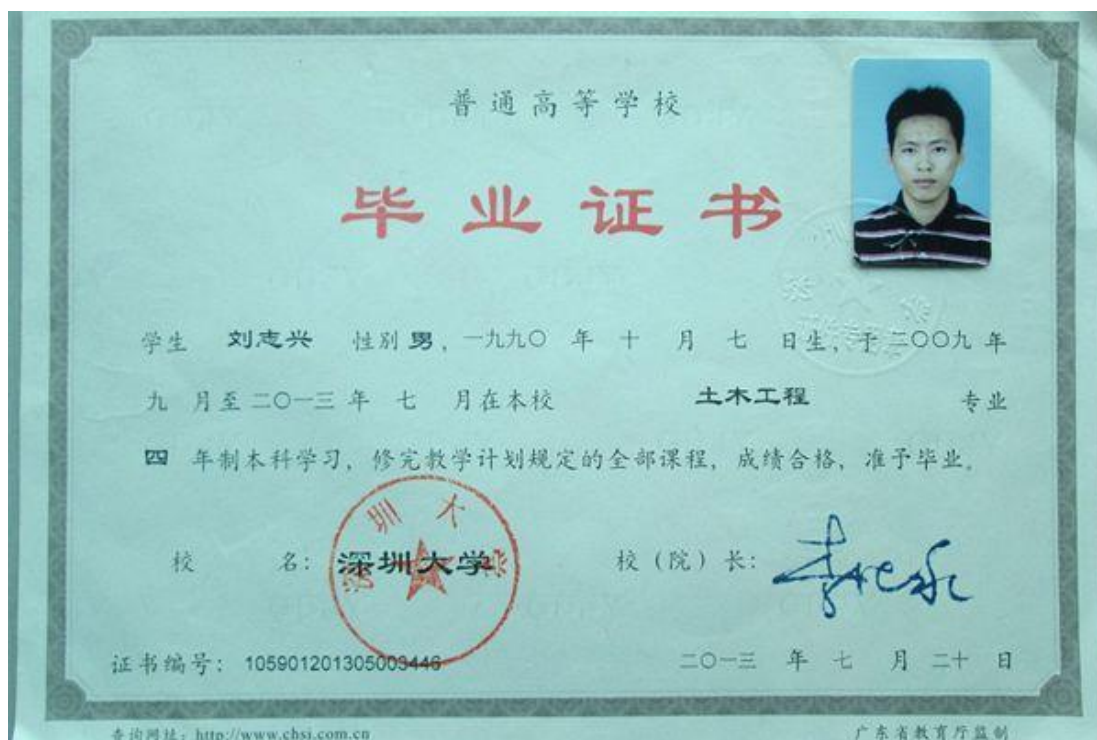 普通高等学校
毕业证书
学生 刘志兴 性别 男，一九九〇 年 十 月 七 日生，于 二〇〇九 年
九 月至 二〇一三 年 七 月在本校 土木工程 专业
四 年制本科学习，修完教学计划规定的全部课程，成绩合格，准予毕业。
校 名： 深圳大学 校（院）长：
深圳大学
证书编号： 105901201305003446 二〇一三 年 七 月 二十 日
查询网址：http://www.chsi.com.cn 广东省教育厅监制